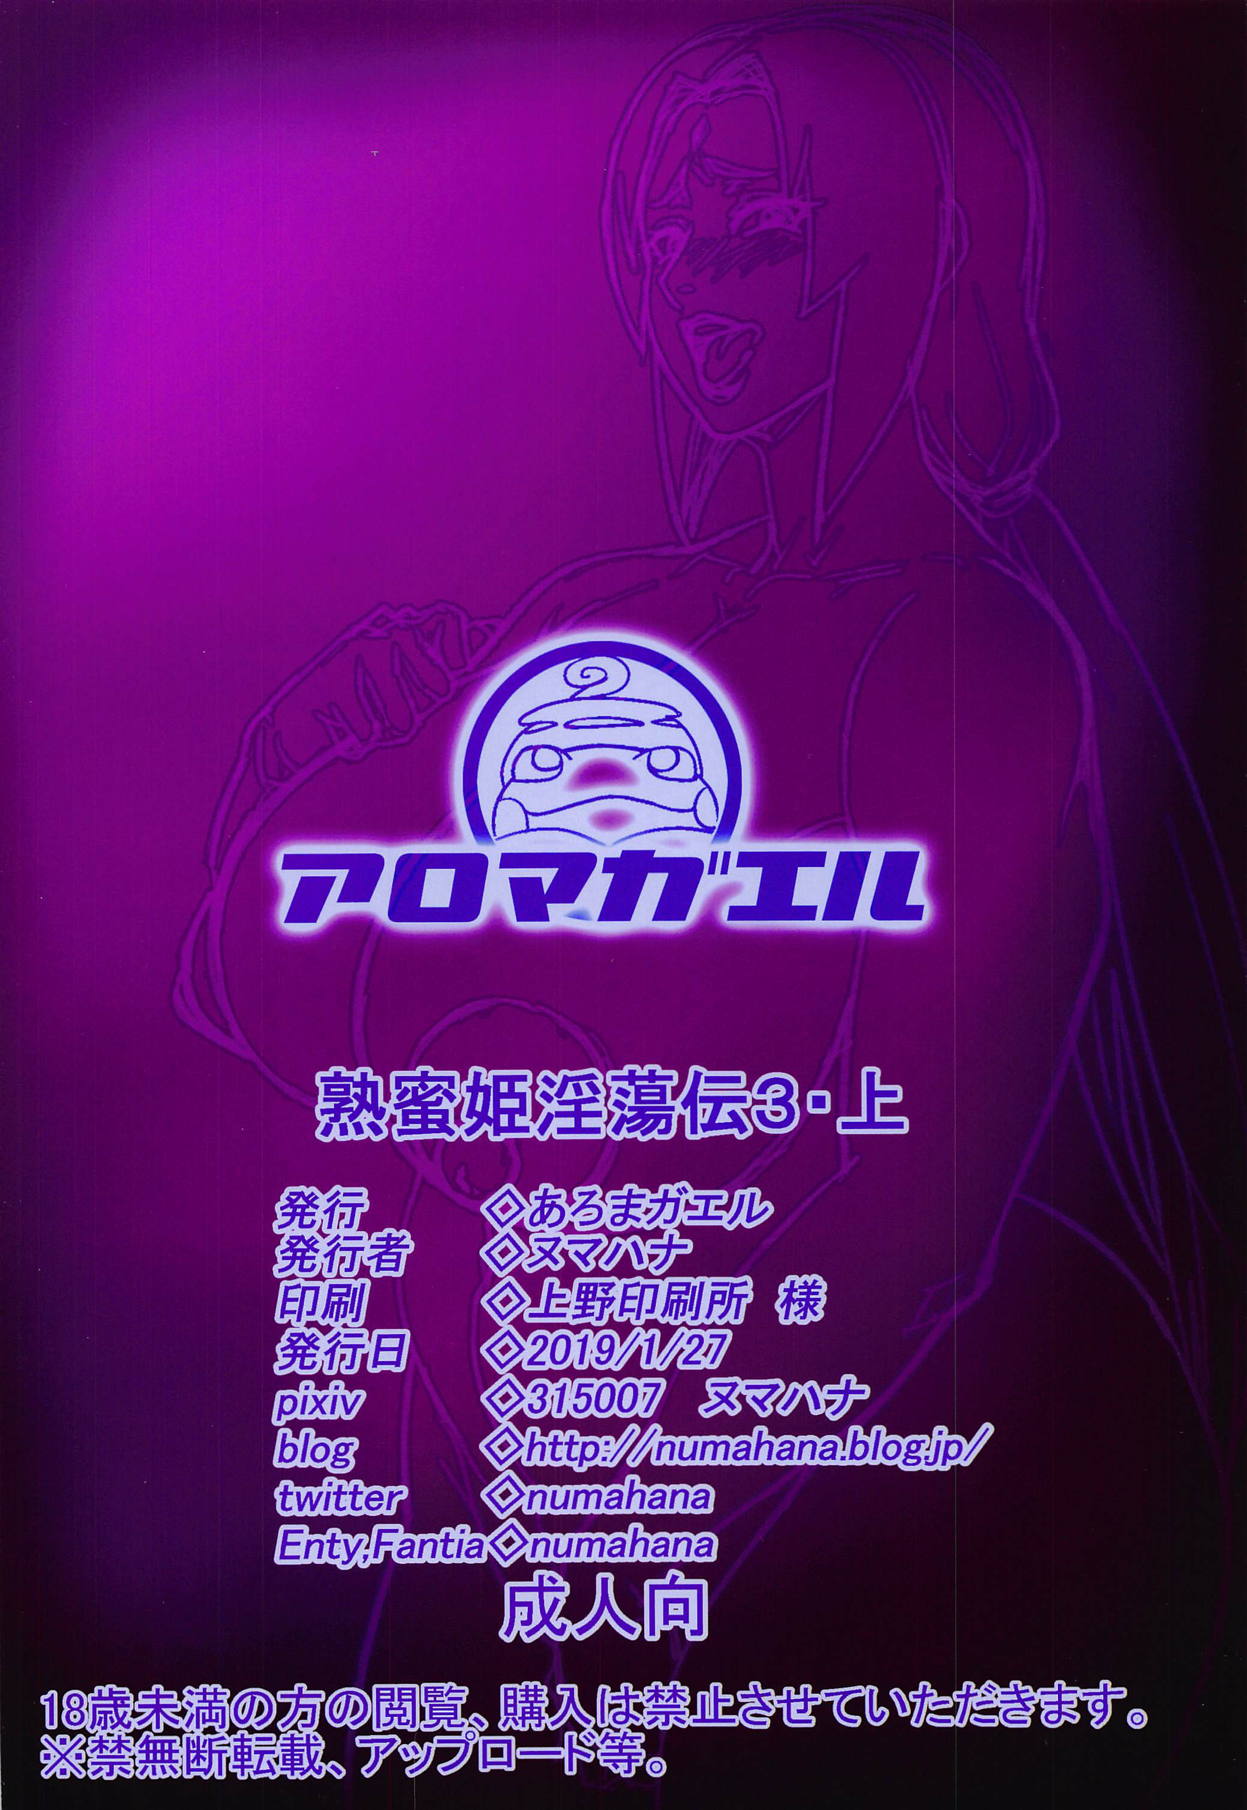 アロマガエル
熟蜜姫淫蕩伝3・上
発行 ◇あろまガエル
発行者 ◇ヌマハナ
印刷 ◇上野印刷所 様
発行日 ◇2019/1/27
pixiv ◇315007 ヌマハナ
blog ◇http://numahana.blog.jp/
twitter ◇numahana
Enty,Fantia◇numahana
成人向
18歳未満の方の閲覧、購入は禁止させていただきます。
※禁無断転載、アップロード等。